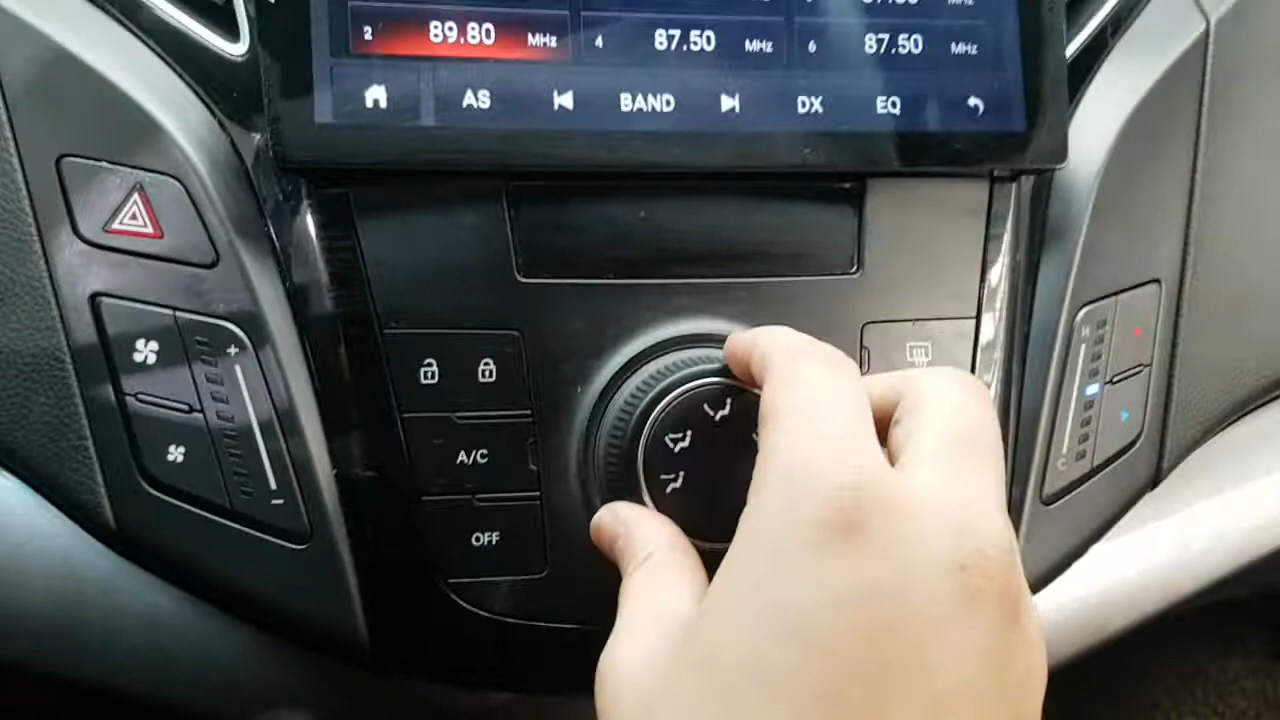 2 89.80 MHz 4 87.50 MHz 6 87.50 MHz
AS BAND DX EQ
A/C
OFF
H
C